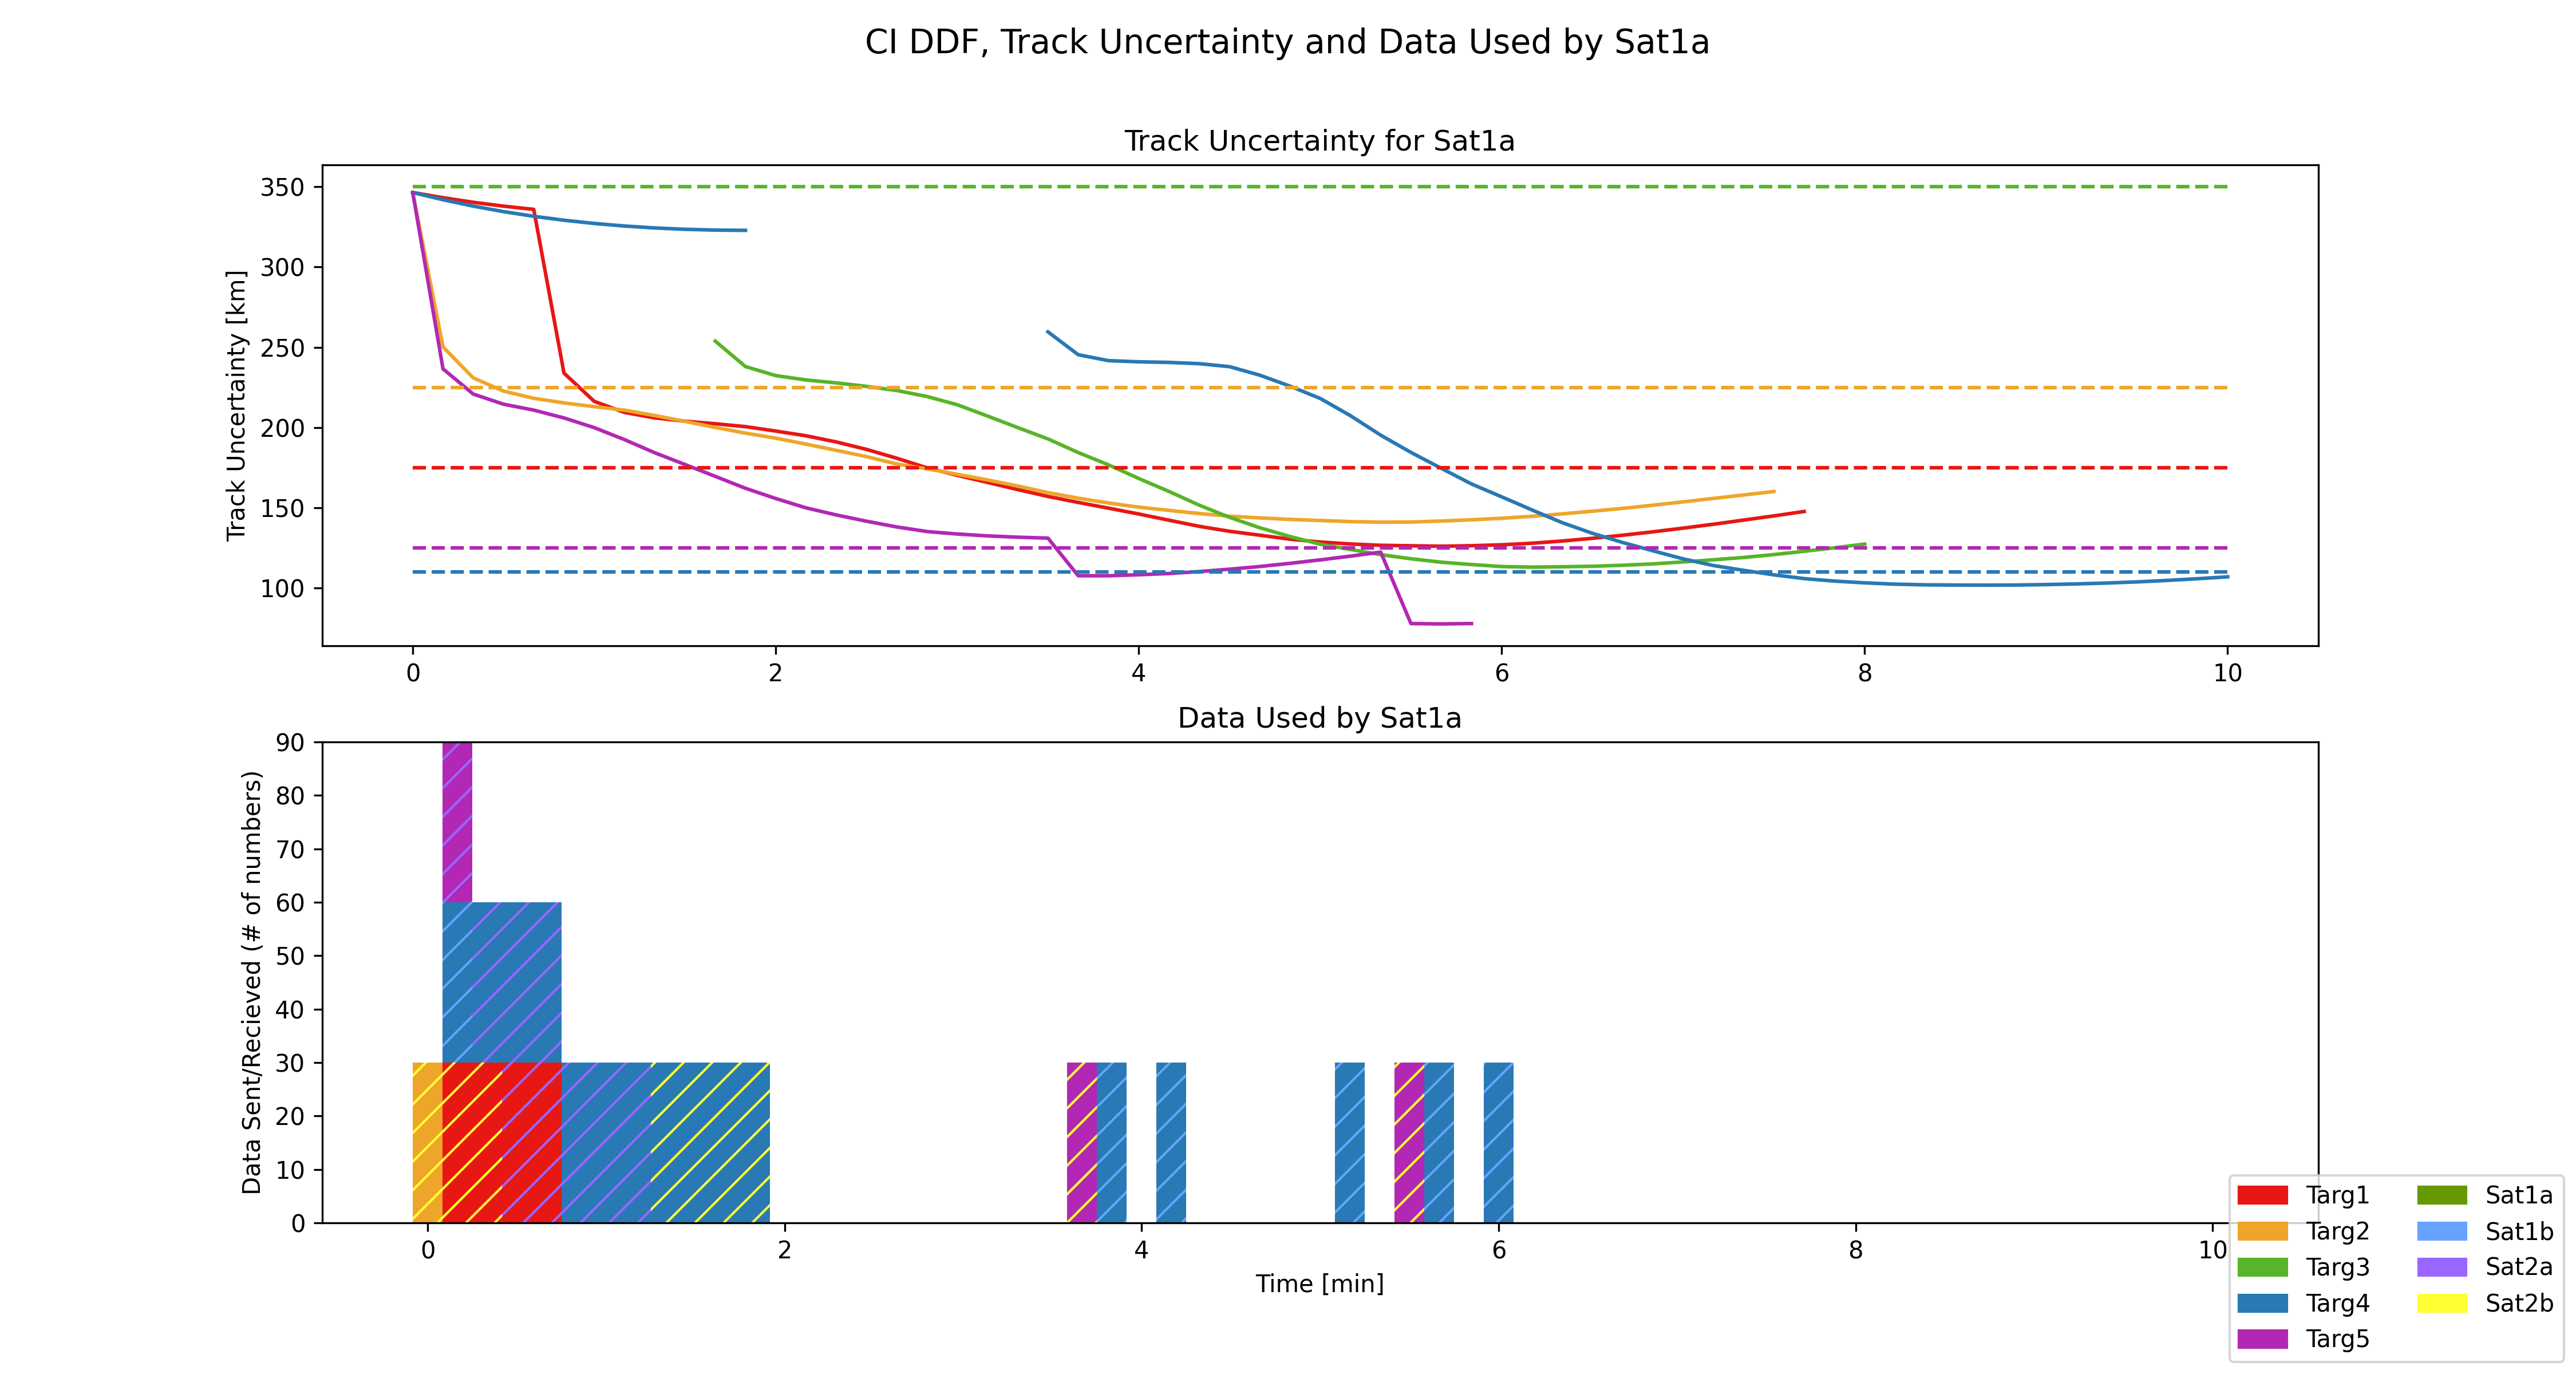 CI DDF, Track Uncertainty and Data Used by Sat1a
Track Uncertainty for Sat1a
Track Uncertainty [km]
350
300
250
200
150
100
0 2 4 6 8 10
Data Used by Sat1a
Data Sent/Recieved (# of numbers)
90
80
70
60
50
40
30
20
10
0
0 2 4 6 8 10
Time [min]
Targ1 Sat1a
Targ2 Sat1b
Targ3 Sat2a
Targ4 Sat2b
Targ5